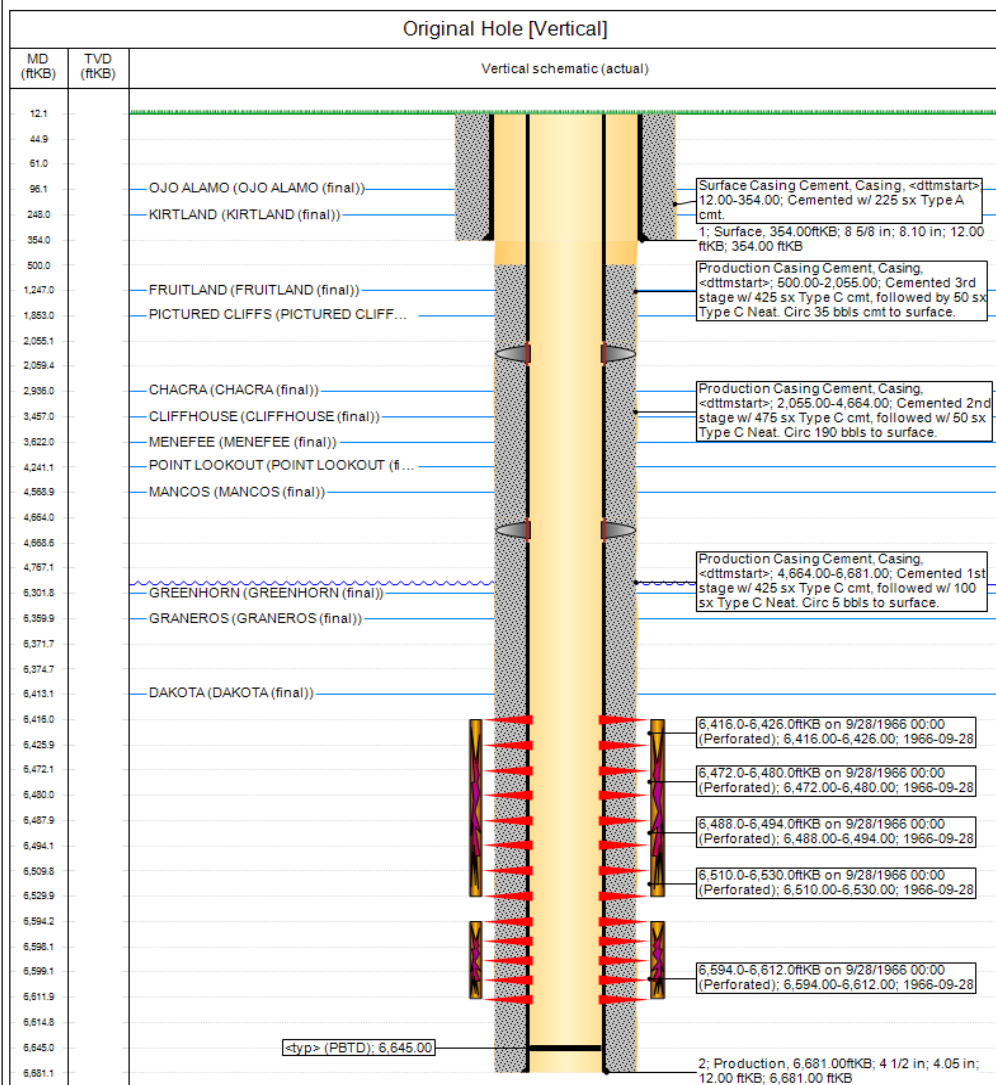 Original Hole [Vertical]
MD
(ftKB)
TVD
(ftKB)
Vertical schematic (actual)
12.1
44.9
61.0
96.1
248.0
354.0
500.0
1,247.0
1,853.0
2,055.1
2,059.4
2,936.0
3,457.0
3,622.0
4,241.1
4,568.9
4,664.0
4,668.6
4,767.1
6,301.8
6,359.9
6,371.7
6,374.7
6,413.1
6,416.0
6,425.9
6,472.1
6,480.0
6,487.9
6,494.1
6,509.8
6,529.9
6,594.2
6,598.1
6,599.1
6,611.9
6,614.8
6,645.0
6,681.1
OJO ALAMO (OJO ALAMO (final))
KIRTLAND (KIRTLAND (final))
FRUITLAND (FRUITLAND (final))
PICTURED CLIFFS (PICTURED CLIFF...
CHACRA (CHACRA (final))
CLIFFHOUSE (CLIFFHOUSE (final))
MENEFEE (MENEFEE (final))
POINT LOOKOUT (POINT LOOKOUT (fi...
MANCOS (MANCOS (final))
GREENHORN (GREENHORN (final))
GRANEROS (GRANEROS (final))
DAKOTA (DAKOTA (final))
<typ> (PBTD); 6,645.00
Surface Casing Cement, Casing, <dttmstart>;
12.00-354.00; Cemented w/ 225 sx Type A
cmt.
1; Surface, 354.00ftKB; 8 5/8 in; 8.10 in; 12.00
ftKB; 354.00 ftKB
Production Casing Cement, Casing,
<dttmstart>; 500.00-2,055.00; Cemented 3rd
stage w/ 425 sx Type C cmt, followed by 50 sx
Type C Neat. Circ 35 bbls cmt to surface.
Production Casing Cement, Casing,
<dttmstart>; 2,055.00-4,664.00; Cemented 2nd
stage w/ 475 sx Type C cmt, followed w/ 50 sx
Type C Neat. Circ 190 bbls to surface.
Production Casing Cement, Casing,
<dttmstart>; 4,664.00-6,681.00; Cemented 1st
stage w/ 425 sx Type C cmt, followed w/ 100
sx Type C Neat. Circ 5 bbls to surface.
6,416.0-6,426.0ftKB on 9/28/1966 00:00
(Perforated); 6,416.00-6,426.00; 1966-09-28
6,472.0-6,480.0ftKB on 9/28/1966 00:00
(Perforated); 6,472.00-6,480.00; 1966-09-28
6,488.0-6,494.0ftKB on 9/28/1966 00:00
(Perforated); 6,488.00-6,494.00; 1966-09-28
6,510.0-6,530.0ftKB on 9/28/1966 00:00
(Perforated); 6,510.00-6,530.00; 1966-09-28
6,594.0-6,612.0ftKB on 9/28/1966 00:00
(Perforated); 6,594.00-6,612.00; 1966-09-28
2; Production, 6,681.00ftKB; 4 1/2 in; 4.05 in;
12.00 ftKB; 6,681.00 ftKB